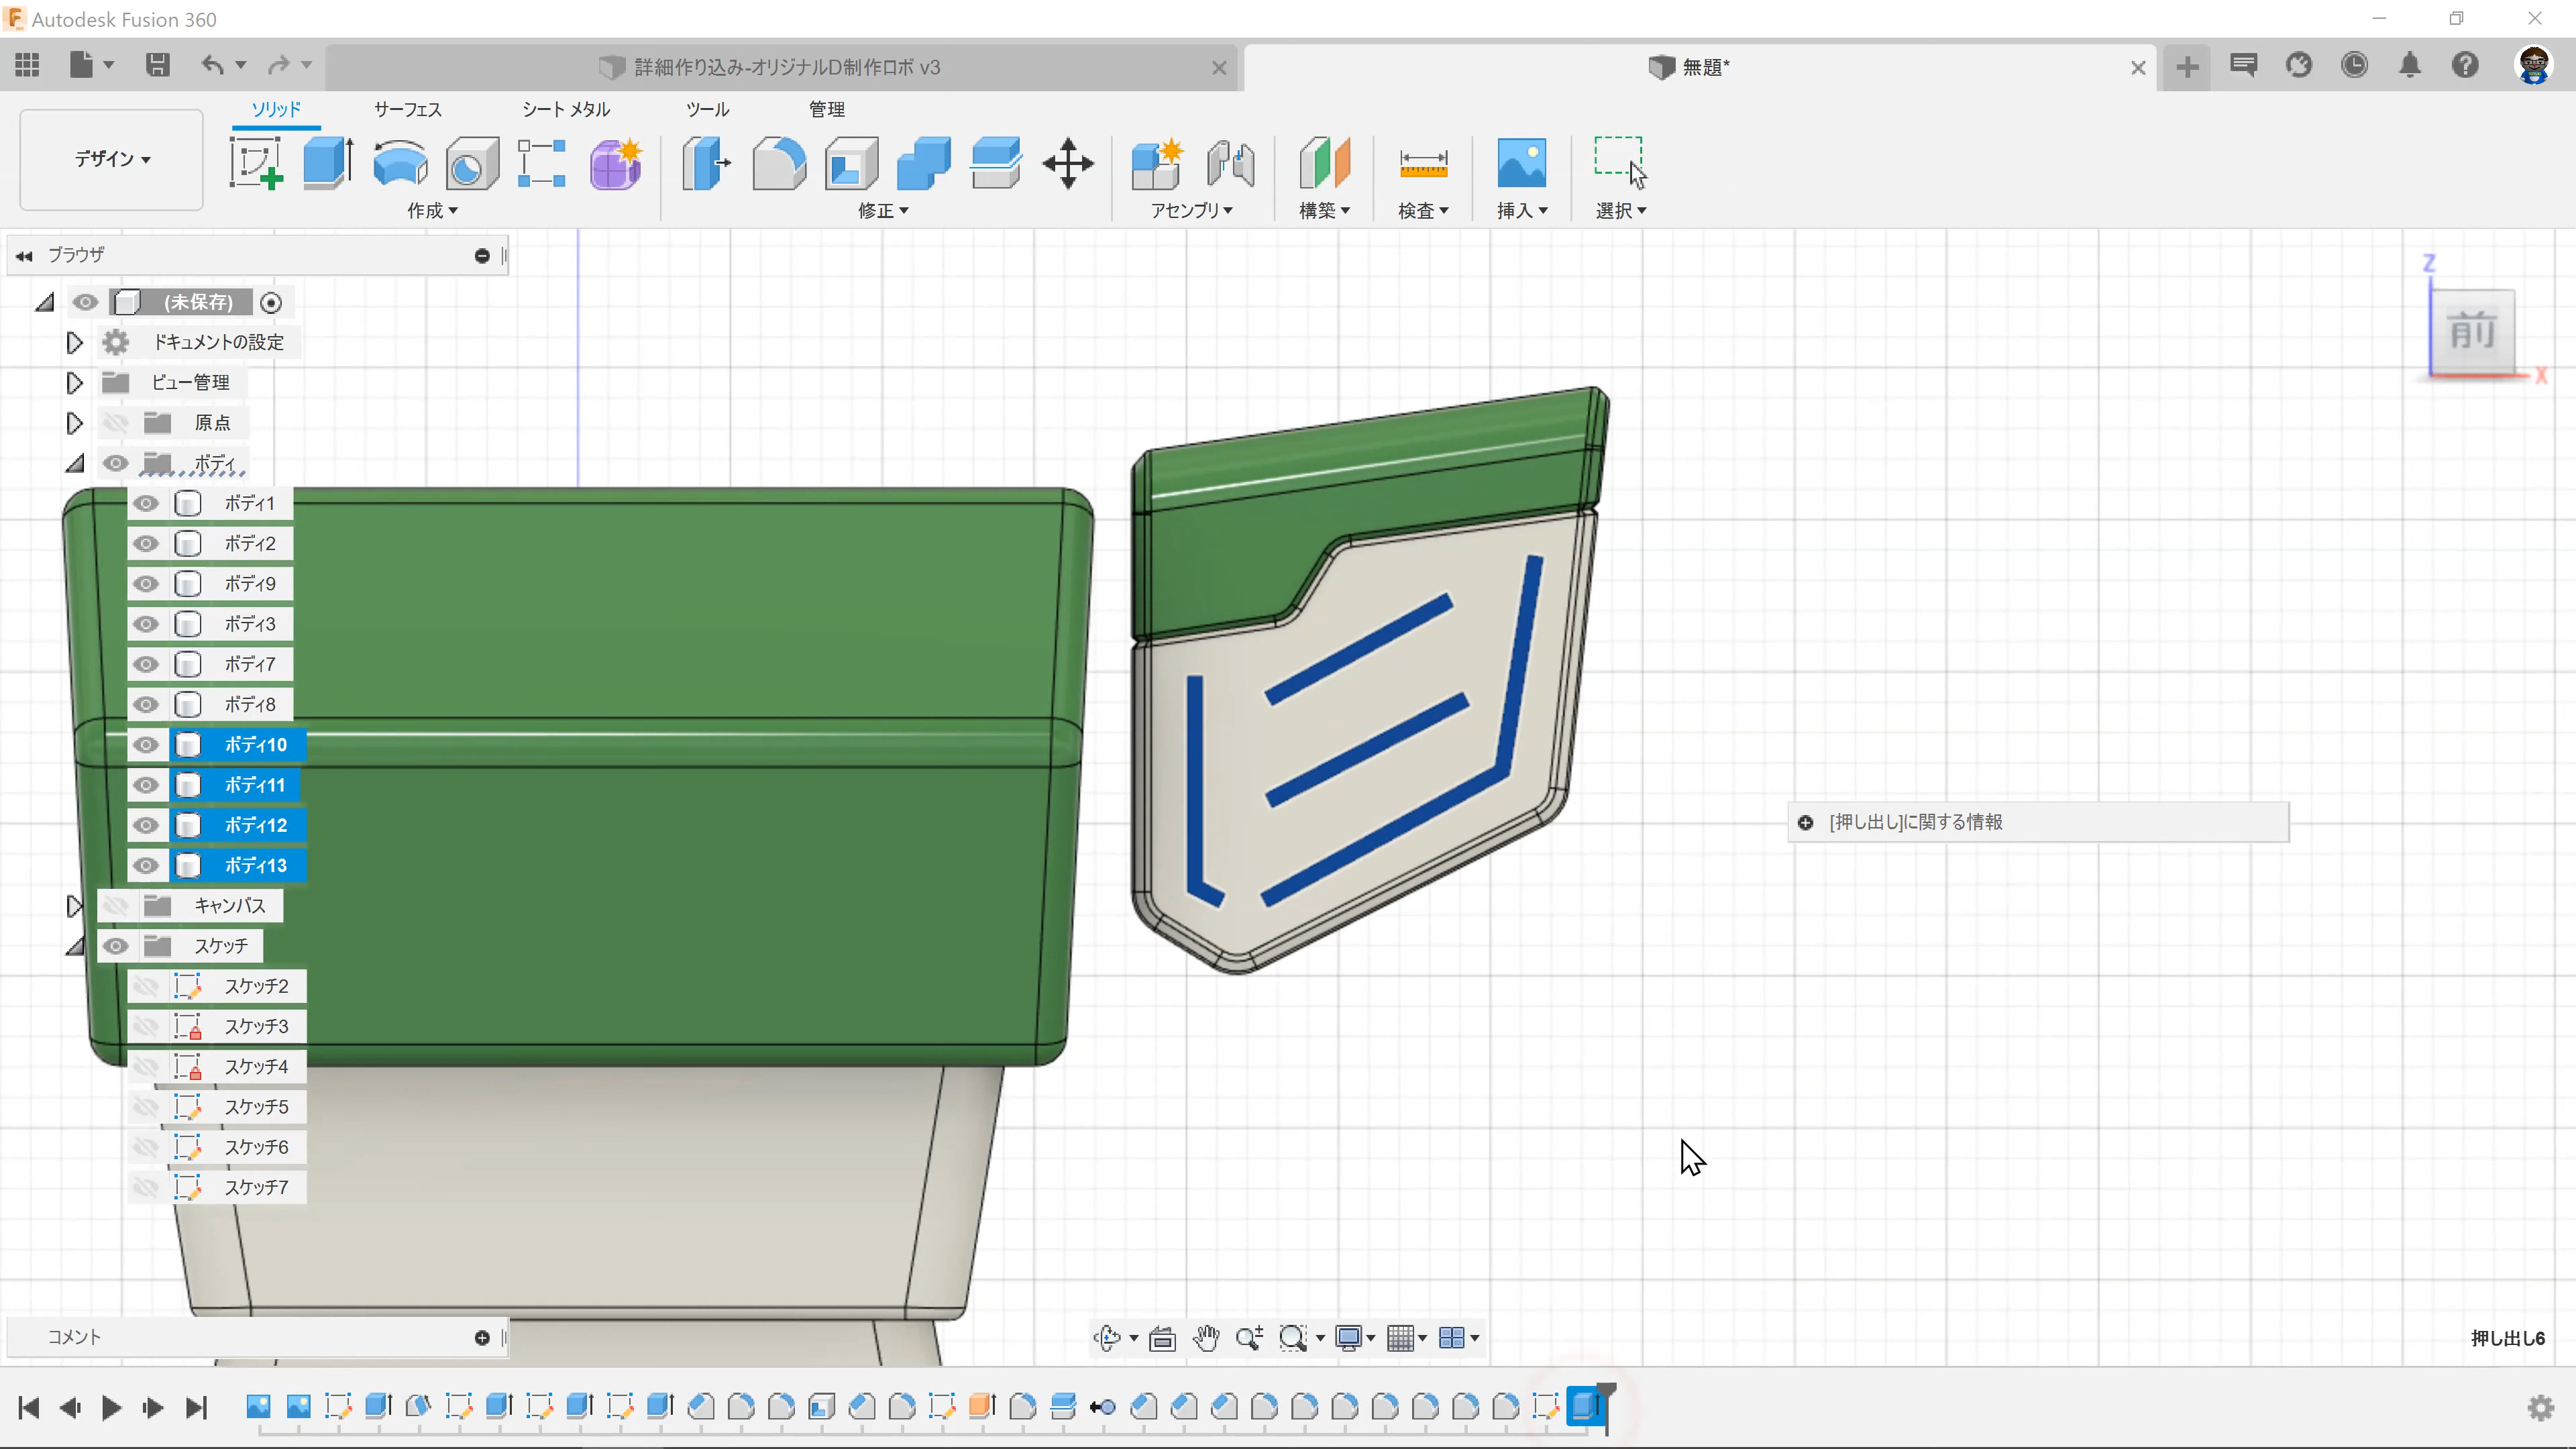 Autodesk Fusion 360
詳細作り込み-オリジナルD制作ロボ v3
無題*
ソリッド
サーフェス
シート メタル
ツール
管理
デザイン
作成
修正
アセンブリ
構築
検査
挿入
選択
ブラウザ
(未保存)
ドキュメントの設定
ビュー管理
原点
ボディ
ボディ1
ボディ2
ボディ9
ボディ3
ボディ7
ボディ8
ボディ10
ボディ11
ボディ12
ボディ13
キャンバス
スケッチ
スケッチ2
スケッチ3
スケッチ4
スケッチ5
スケッチ6
スケッチ7
Z
前
X
[押し出し]に関する情報
コメント
押し出し6